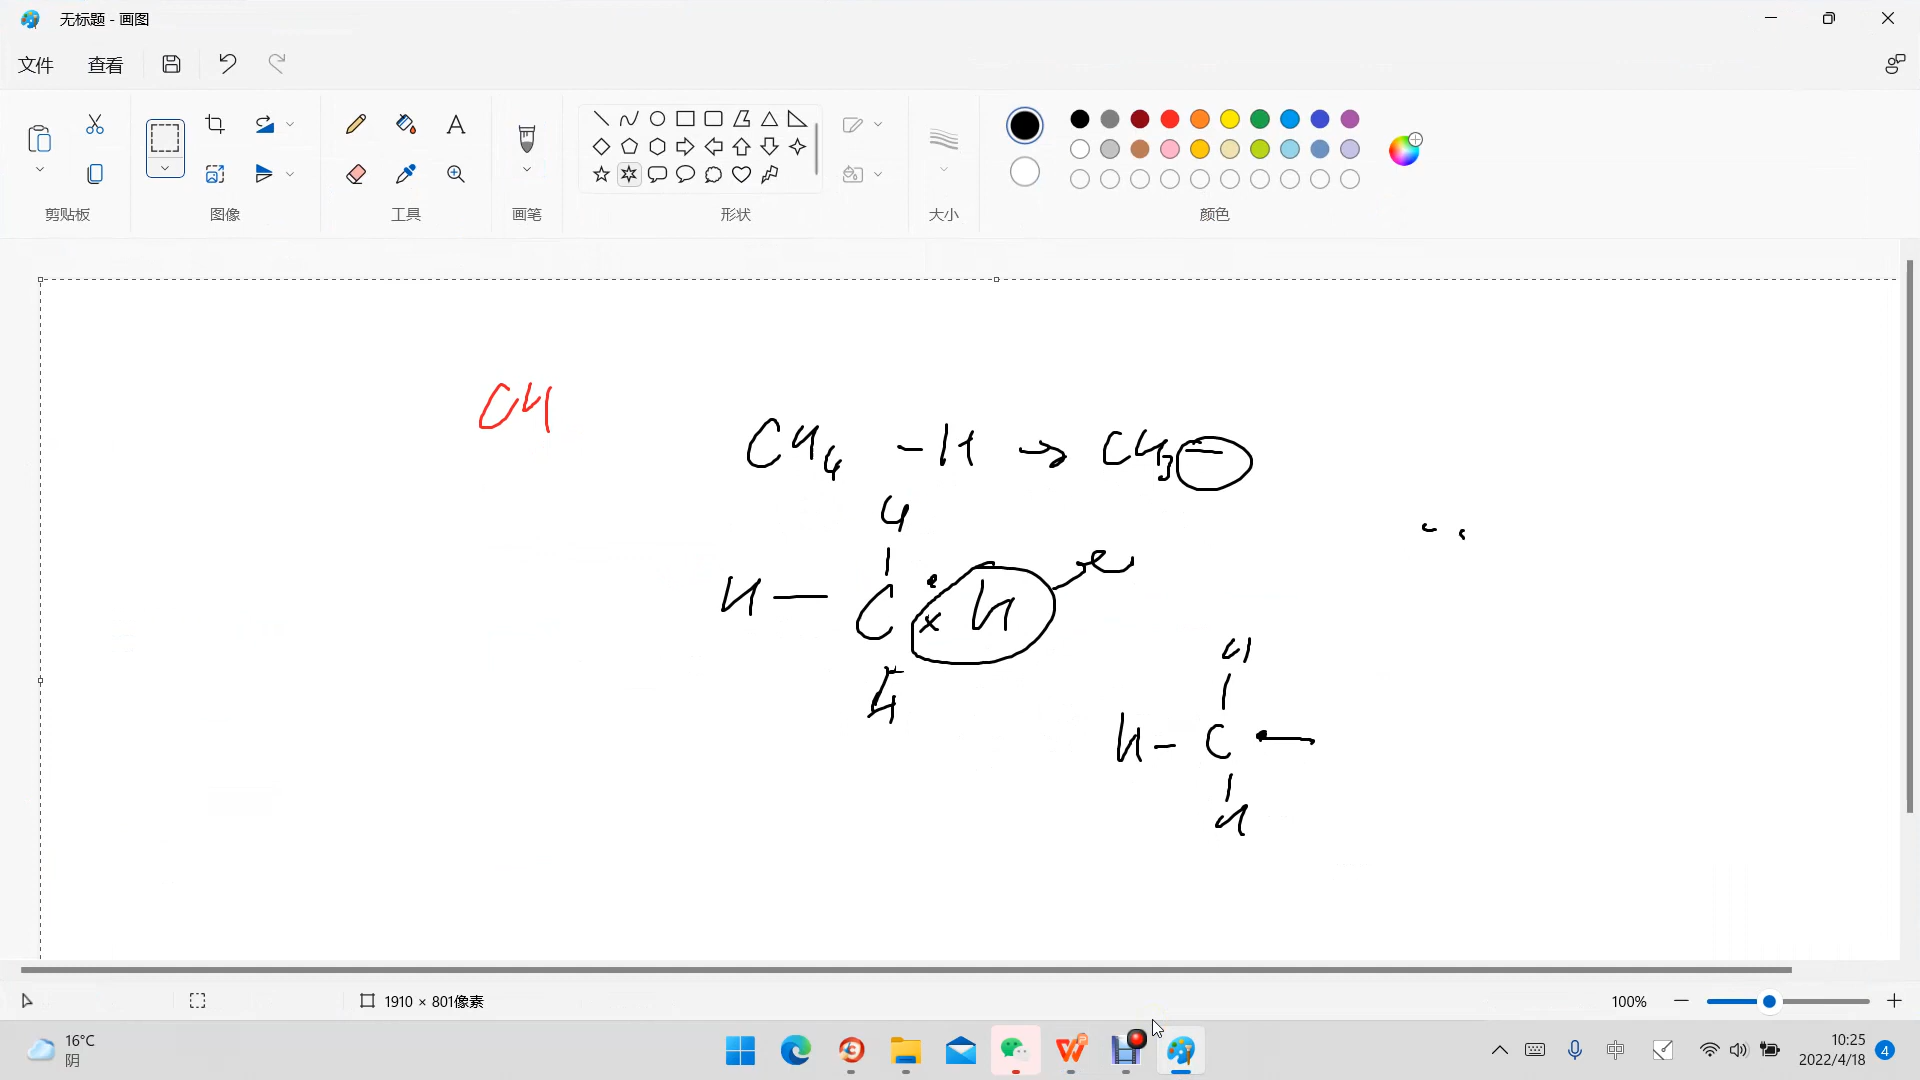 无标题 - 画图
文件 查看
剪贴板 图像 工具 画笔 形状 大小 颜色
CH
CH₄ -H → CH₃ —
H
H — C × H e
H
H
H - C • —
H
1910 × 801像素 100%
16°C
阴
中
10:25
2022/4/18 4